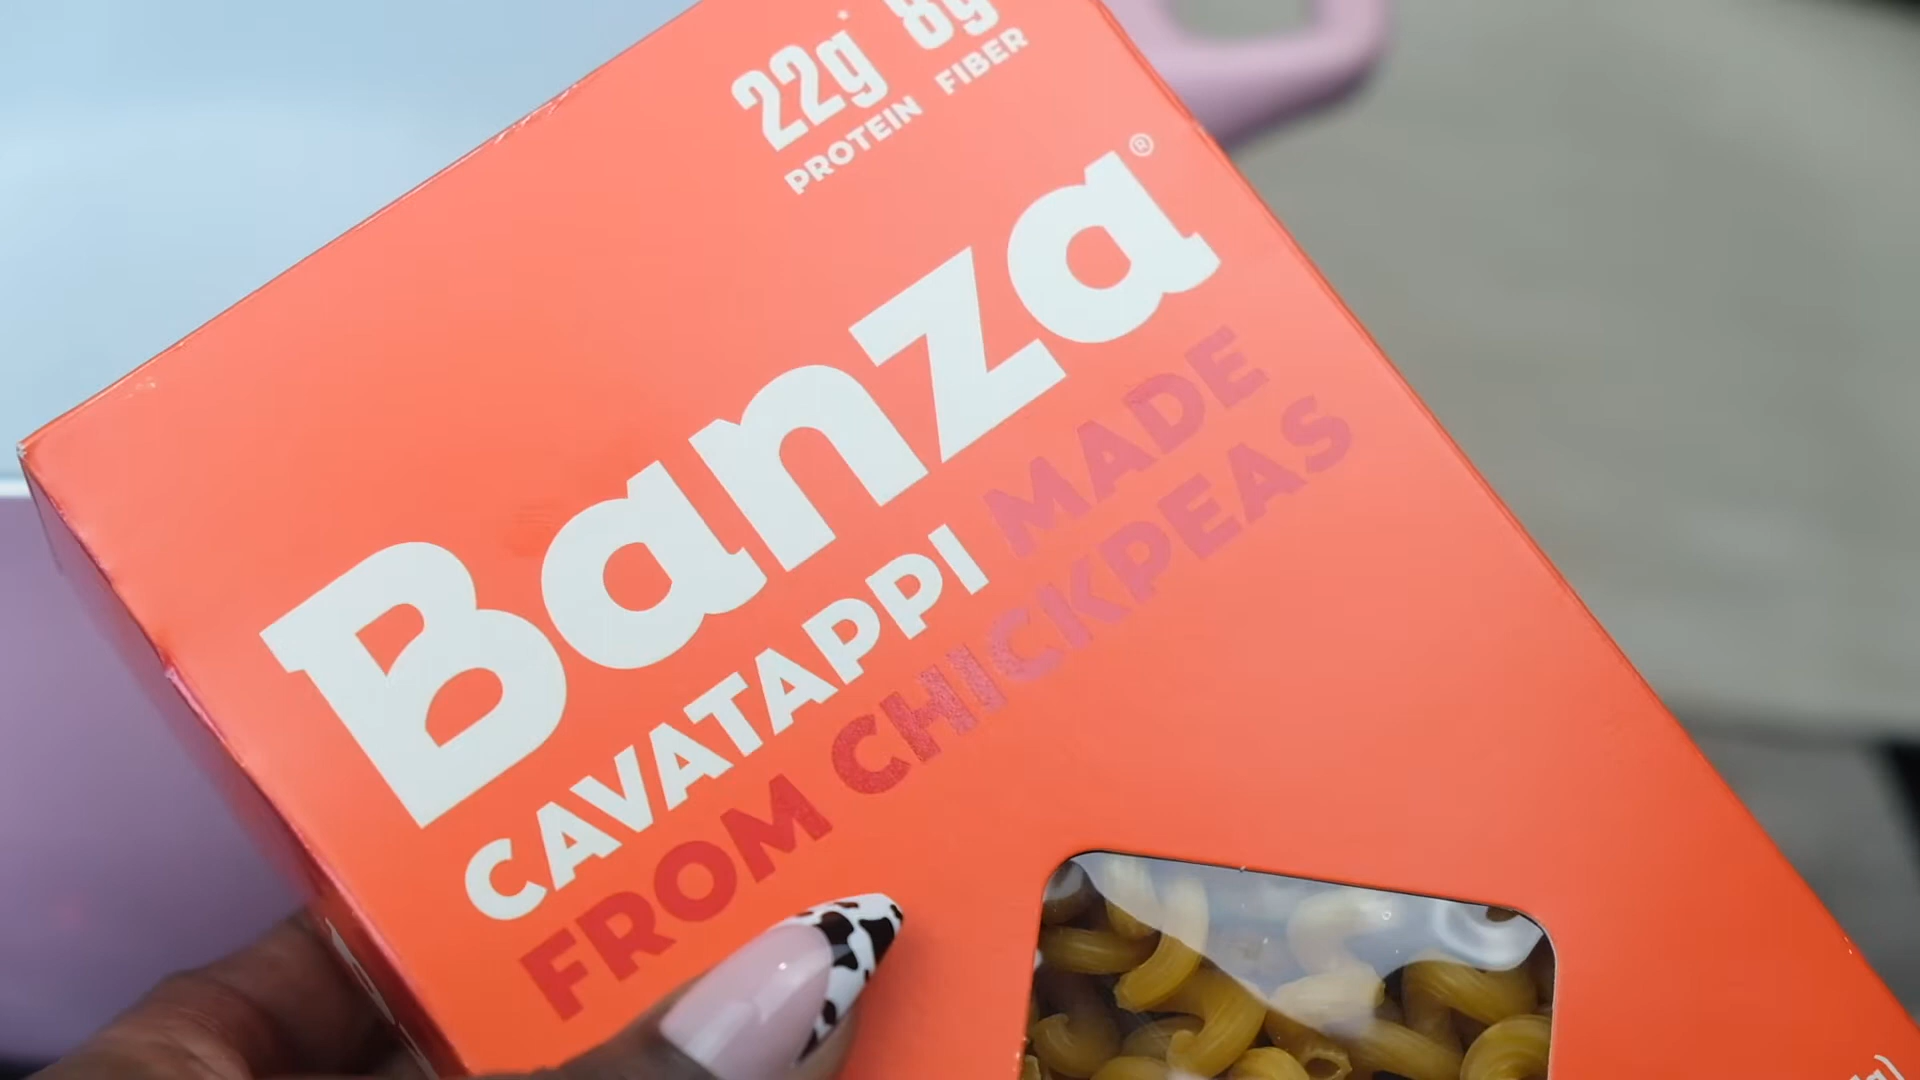 22g* 8g
PROTEIN FIBER
Banza®
CAVATAPPI MADE
FROM CHICKPEAS